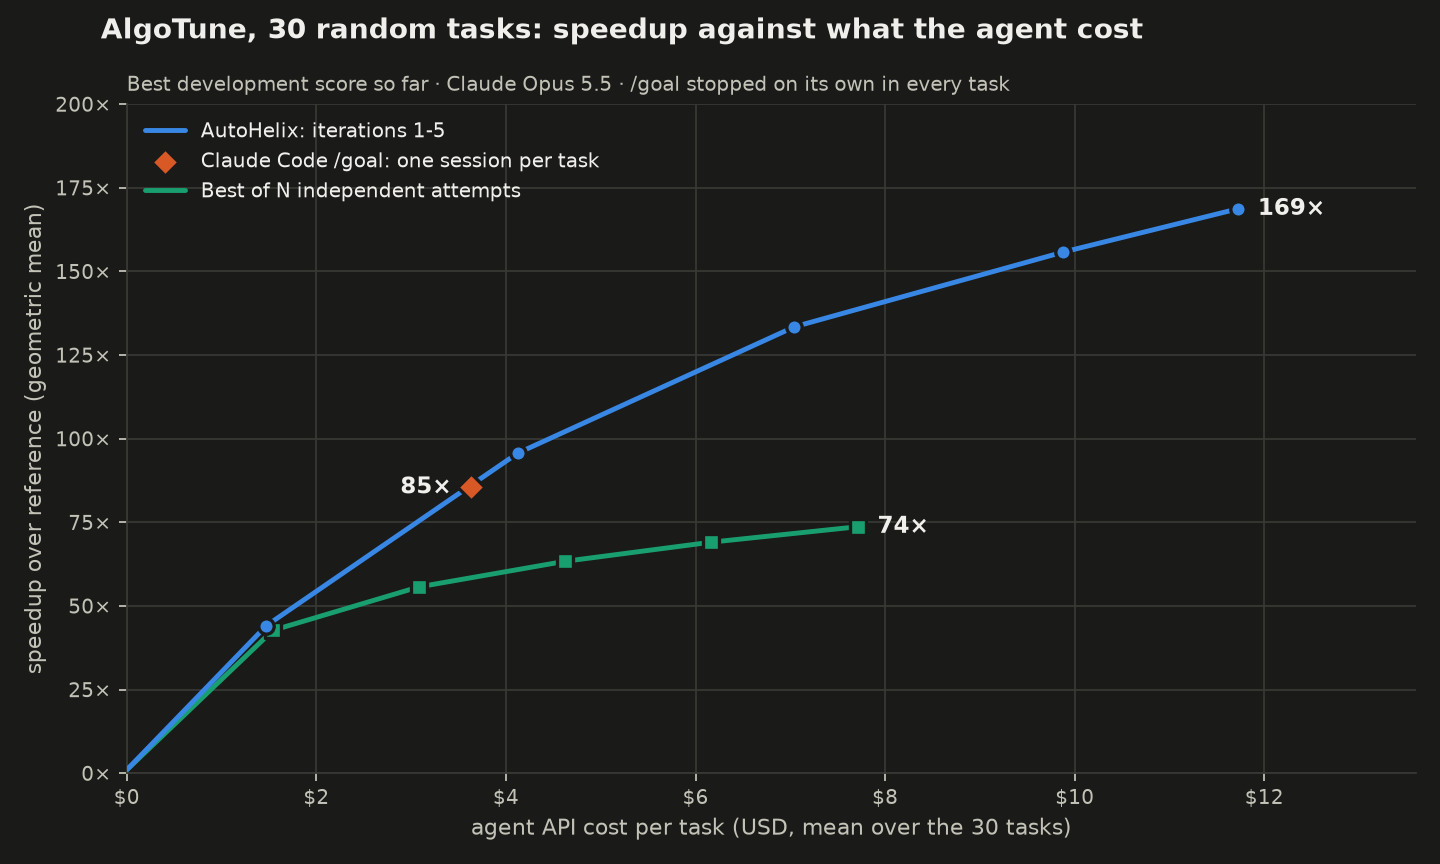 AlgoTune, 30 random tasks: speedup against what the agent cost
Best development score so far · Claude Opus 5.5 · /goal stopped on its own in every task
AutoHelix: iterations 1-5
Claude Code /goal: one session per task
Best of N independent attempts
speedup over reference (geometric mean)
200×
175×
150×
125×
100×
75×
50×
25×
0×
169×
85×
74×
$0
$2
$4
$6
$8
$10
$12
agent API cost per task (USD, mean over the 30 tasks)